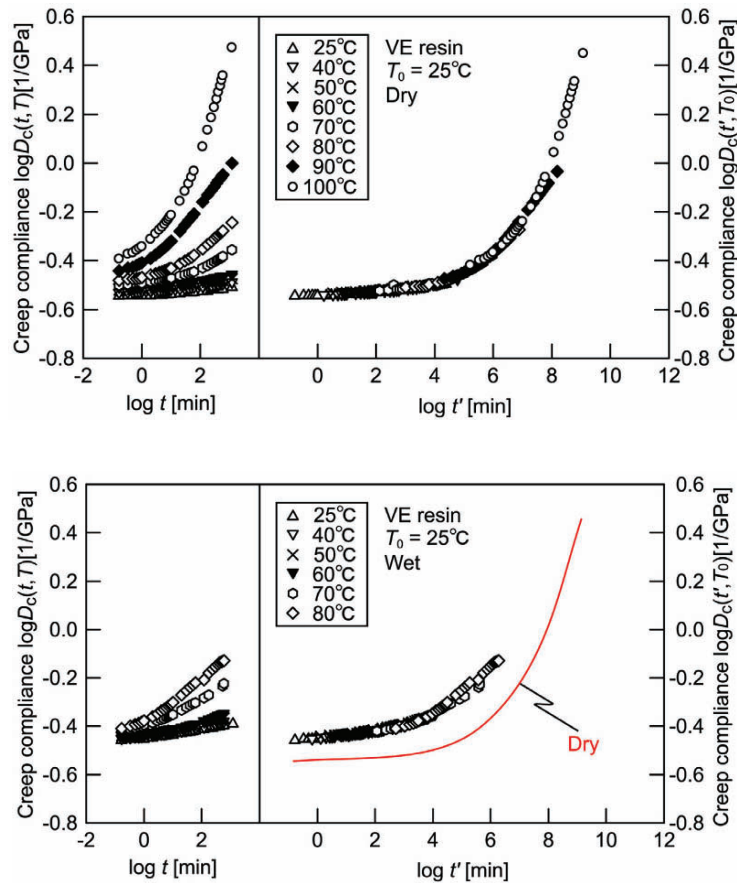 Creep compliance logDc(t,T)[1/GPa]
0.6
0.4
0.2
0.0
-0.2
-0.4
-0.6
-0.8
-2
0
2
log t [min]
25°C
40°C
50°C
60°C
70°C
80°C
90°C
100°C
VE resin
T0 = 25°C
Dry
0
2
4
6
8
10
12
log t' [min]
0.6
0.4
0.2
0.0
-0.2
-0.4
-0.6
-0.8
Creep compliance logDc(t',T0)[1/GPa]
Creep compliance logDc(t,T)[1/GPa]
0.6
0.4
0.2
0.0
-0.2
-0.4
-0.6
-0.8
-2
0
2
log t [min]
25°C
40°C
50°C
60°C
70°C
80°C
VE resin
T0 = 25°C
Wet
Dry
0
2
4
6
8
10
12
log t' [min]
0.6
0.4
0.2
0.0
-0.2
-0.4
-0.6
-0.8
Creep compliance logDc(t',T0)[1/GPa]